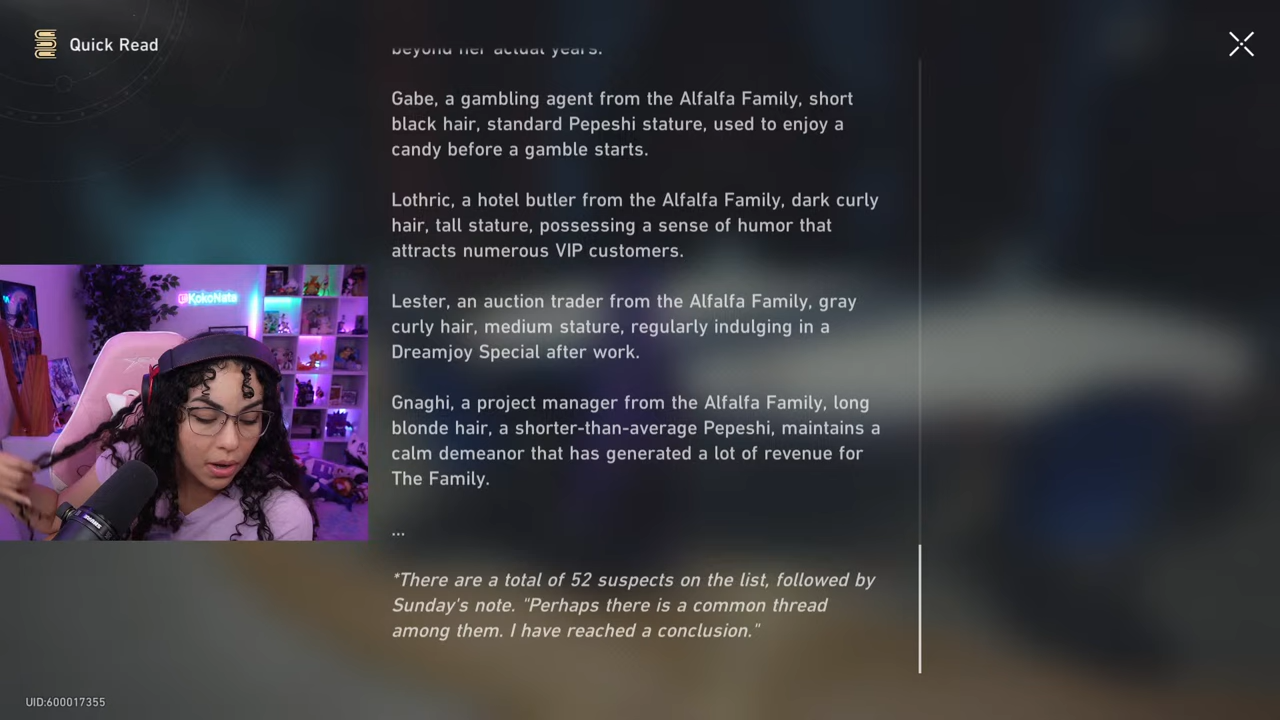 Quick Read
beyond her actual years.
Gabe, a gambling agent from the Alfalfa Family, short
black hair, standard Pepeshi stature, used to enjoy a
candy before a gamble starts.
Lothric, a hotel butler from the Alfalfa Family, dark curly
hair, tall stature, possessing a sense of humor that
attracts numerous VIP customers.
Lester, an auction trader from the Alfalfa Family, gray
curly hair, medium stature, regularly indulging in a
Dreamjoy Special after work.
Gnaghi, a project manager from the Alfalfa Family, long
blonde hair, a shorter-than-average Pepeshi, maintains a
calm demeanor that has generated a lot of revenue for
The Family.
...
*There are a total of 52 suspects on the list, followed by
Sunday's note. "Perhaps there is a common thread
among them. I have reached a conclusion."
@KokoNata
UID:600017355